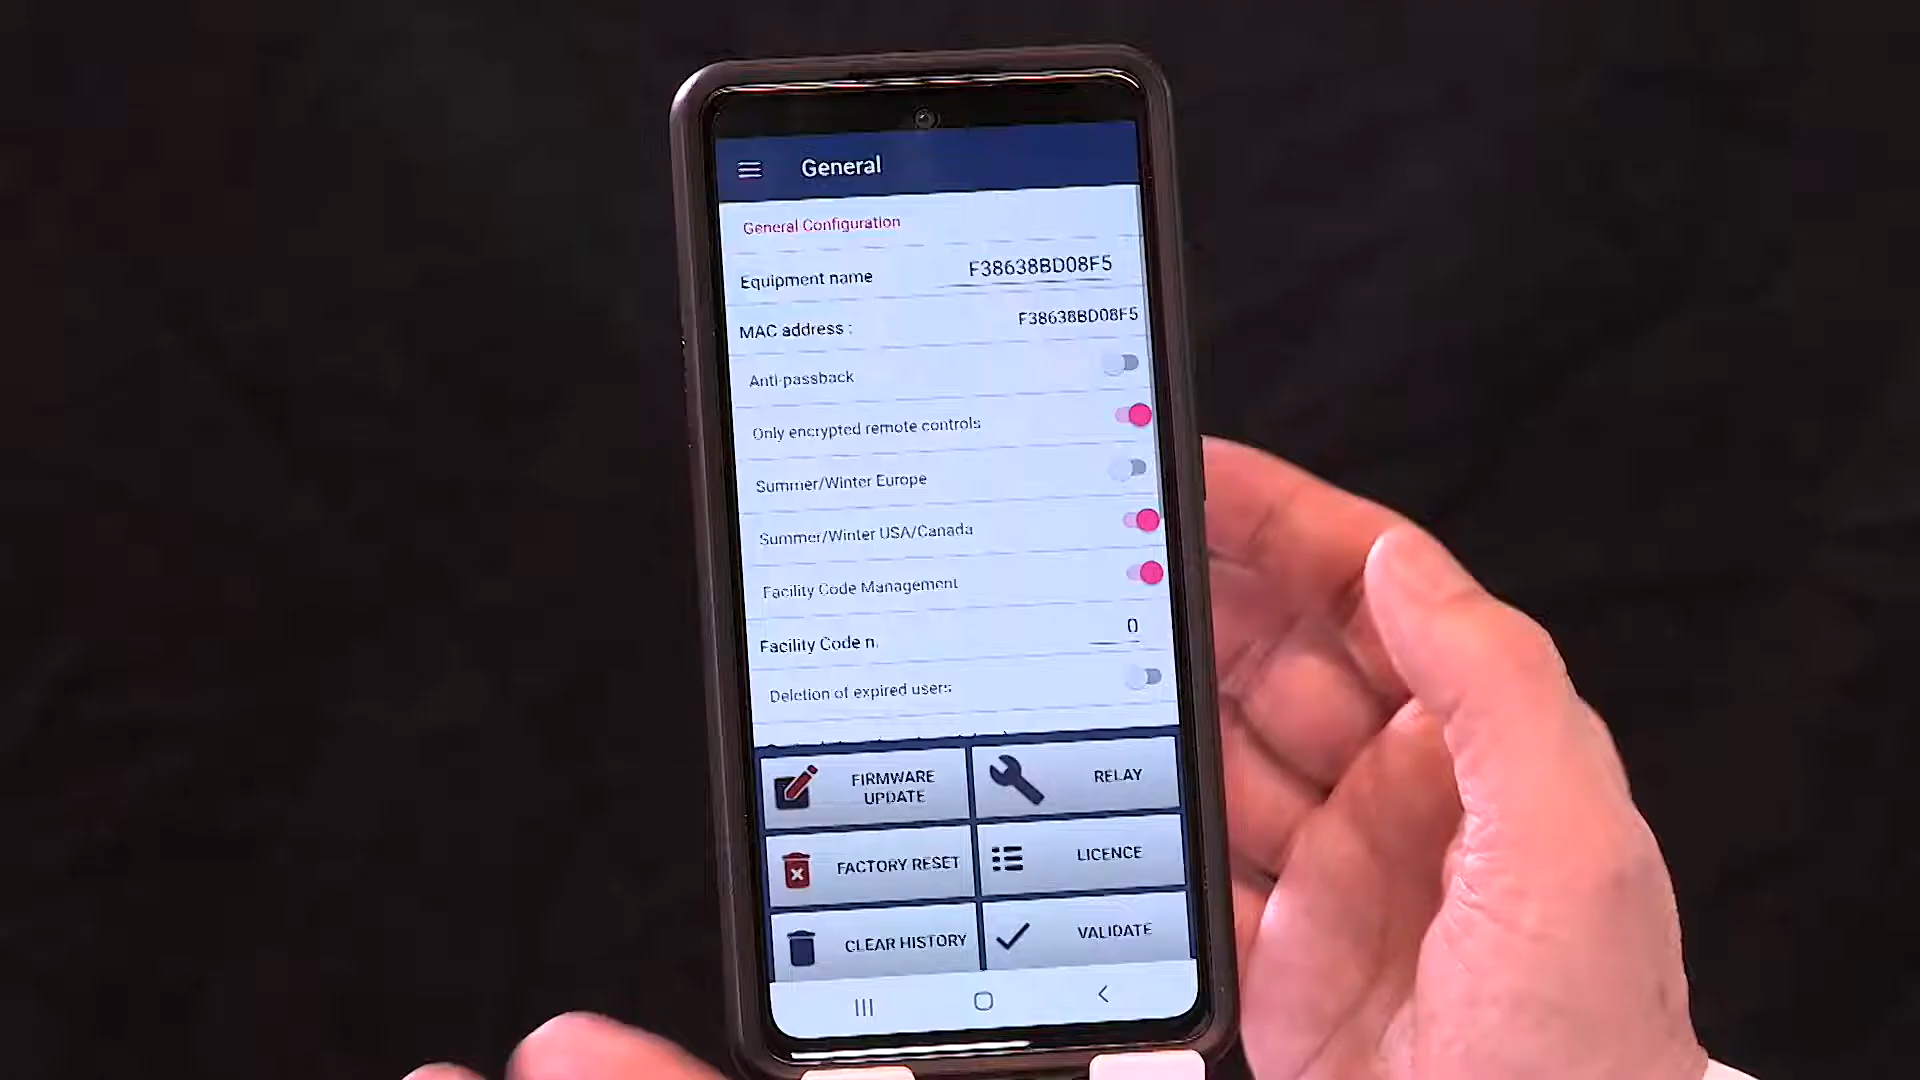 General
General Configuration
Equipment name F38638BD08F5
MAC address : F38638BD08F5
Anti-passback
Only encrypted remote controls
Summer/Winter Europe
Summer/Winter USA/Canada
Facility Code Management
Facility Code n. 0
Deletion of expired users
FIRMWARE UPDATE
RELAY
FACTORY RESET
LICENCE
CLEAR HISTORY
VALIDATE